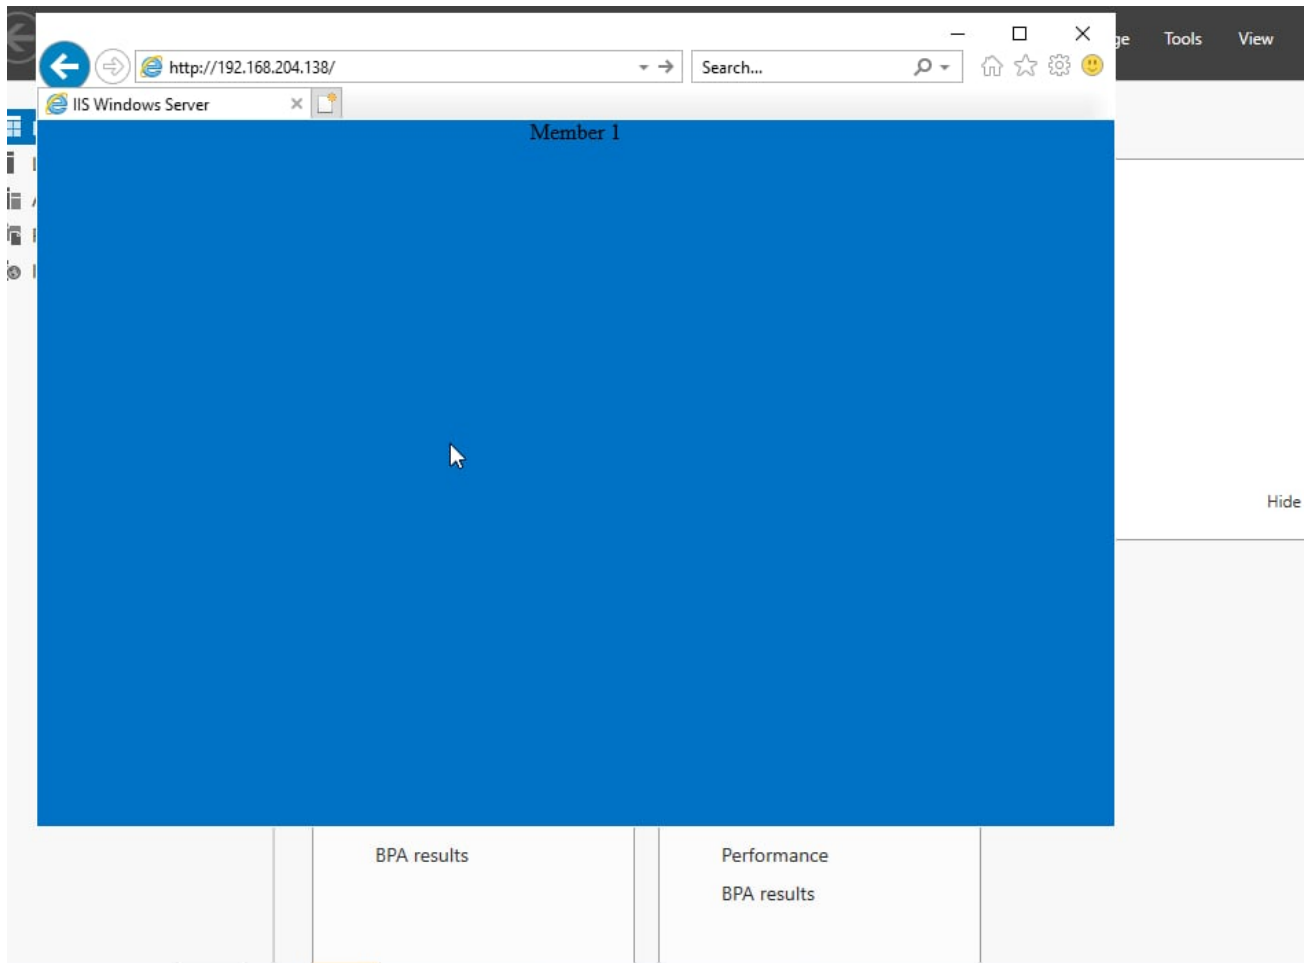 ge Tools View
http://192.168.204.138/
Search...
IIS Windows Server
Member 1
Hide
BPA results
Performance
BPA results